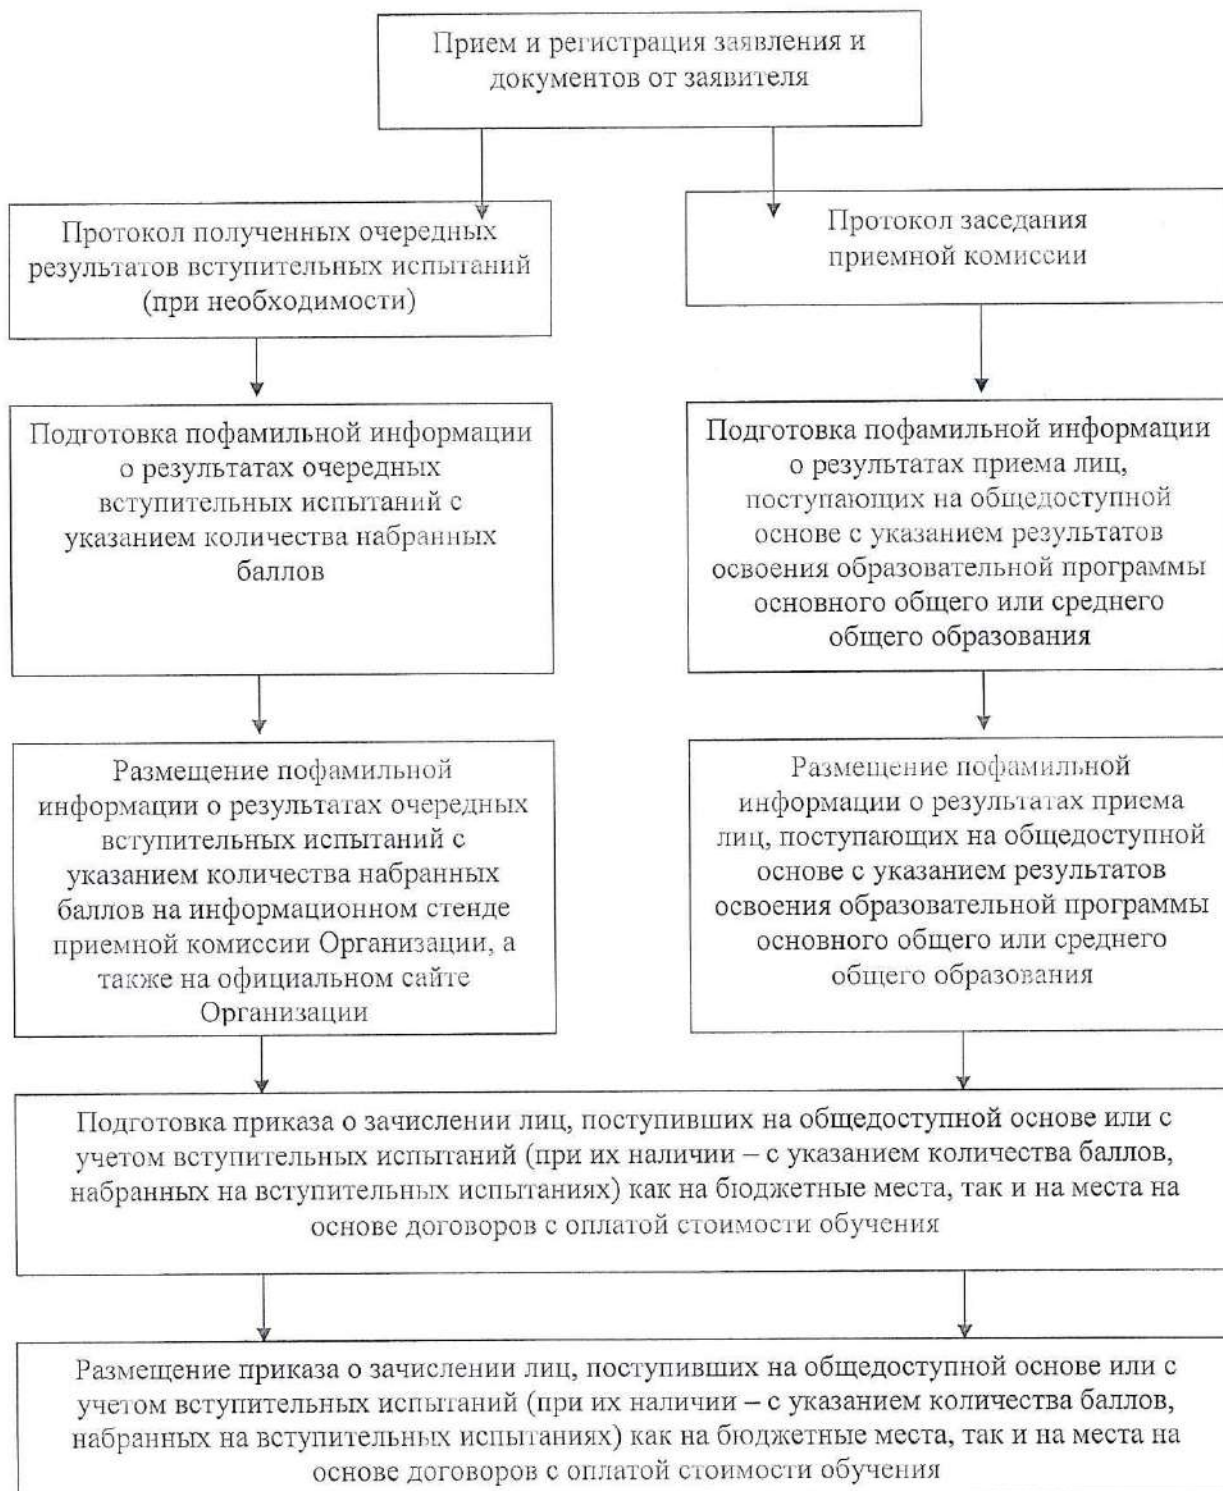 Прием и регистрация заявления и
документов от заявителя
Протокол полученных очередных
результатов вступительных испытаний
(при необходимости)
Протокол заседания
приемной комиссии
Подготовка пофамильной информации
о результатах очередных
вступительных испытаний с
указанием количества набранных
баллов
Подготовка пофамильной информации
о результатах приема лиц,
поступающих на общедоступной
основе с указанием результатов
освоения образовательной программы
основного общего или среднего
общего образования
Размещение пофамильной
информации о результатах очередных
вступительных испытаний с
указанием количества набранных
баллов на информационном стенде
приемной комиссии Организации, а
также на официальном сайте
Организации
Размещение пофамильной
информации о результатах приема
лиц, поступающих на общедоступной
основе с указанием результатов
освоения образовательной программы
основного общего или среднего
общего образования
Подготовка приказа о зачислении лиц, поступивших на общедоступной основе или с
учетом вступительных испытаний (при их наличии – с указанием количества баллов,
набранных на вступительных испытаниях) как на бюджетные места, так и на места на
основе договоров с оплатой стоимости обучения
Размещение приказа о зачислении лиц, поступивших на общедоступной основе или с
учетом вступительных испытаний (при их наличии – с указанием количества баллов,
набранных на вступительных испытаниях) как на бюджетные места, так и на места на
основе договоров с оплатой стоимости обучения